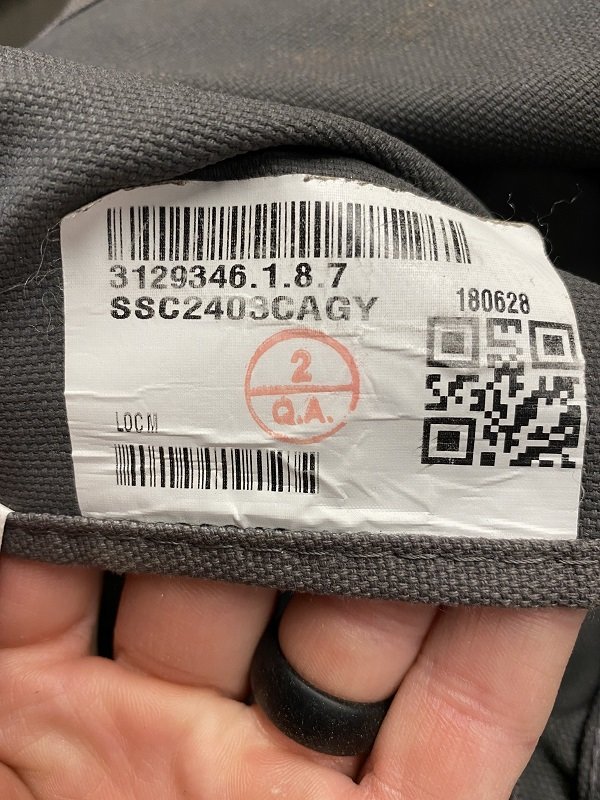 3129346.1.8.7
SSC2403CAGY
180628
2
Q.A.
LOC M